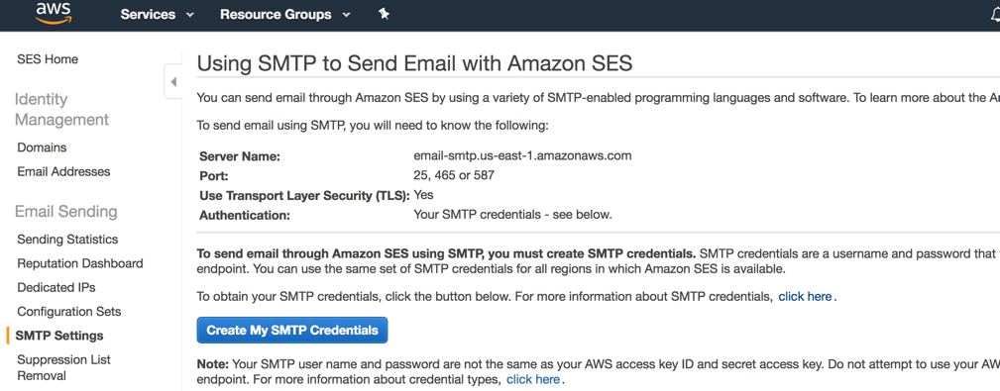 aws Services Resource Groups
SES Home
Identity
Management
Domains
Email Addresses
Email Sending
Sending Statistics
Reputation Dashboard
Dedicated IPs
Configuration Sets
SMTP Settings
Suppression List
Removal
Using SMTP to Send Email with Amazon SES
You can send email through Amazon SES by using a variety of SMTP-enabled programming languages and software. To learn more about the
To send email using SMTP, you will need to know the following:
Server Name: email-smtp.us-east-1.amazonaws.com
Port: 25, 465 or 587
Use Transport Layer Security (TLS): Yes
Authentication: Your SMTP credentials - see below.
To send email through Amazon SES using SMTP, you must create SMTP credentials. SMTP credentials are a username and password that
endpoint. You can use the same set of SMTP credentials for all regions in which Amazon SES is available.
To obtain your SMTP credentials, click the button below. For more information about SMTP credentials, click here.
Create My SMTP Credentials
Note: Your SMTP user name and password are not the same as your AWS access key ID and secret access key. Do not attempt to use your
endpoint. For more information about credential types, click here.